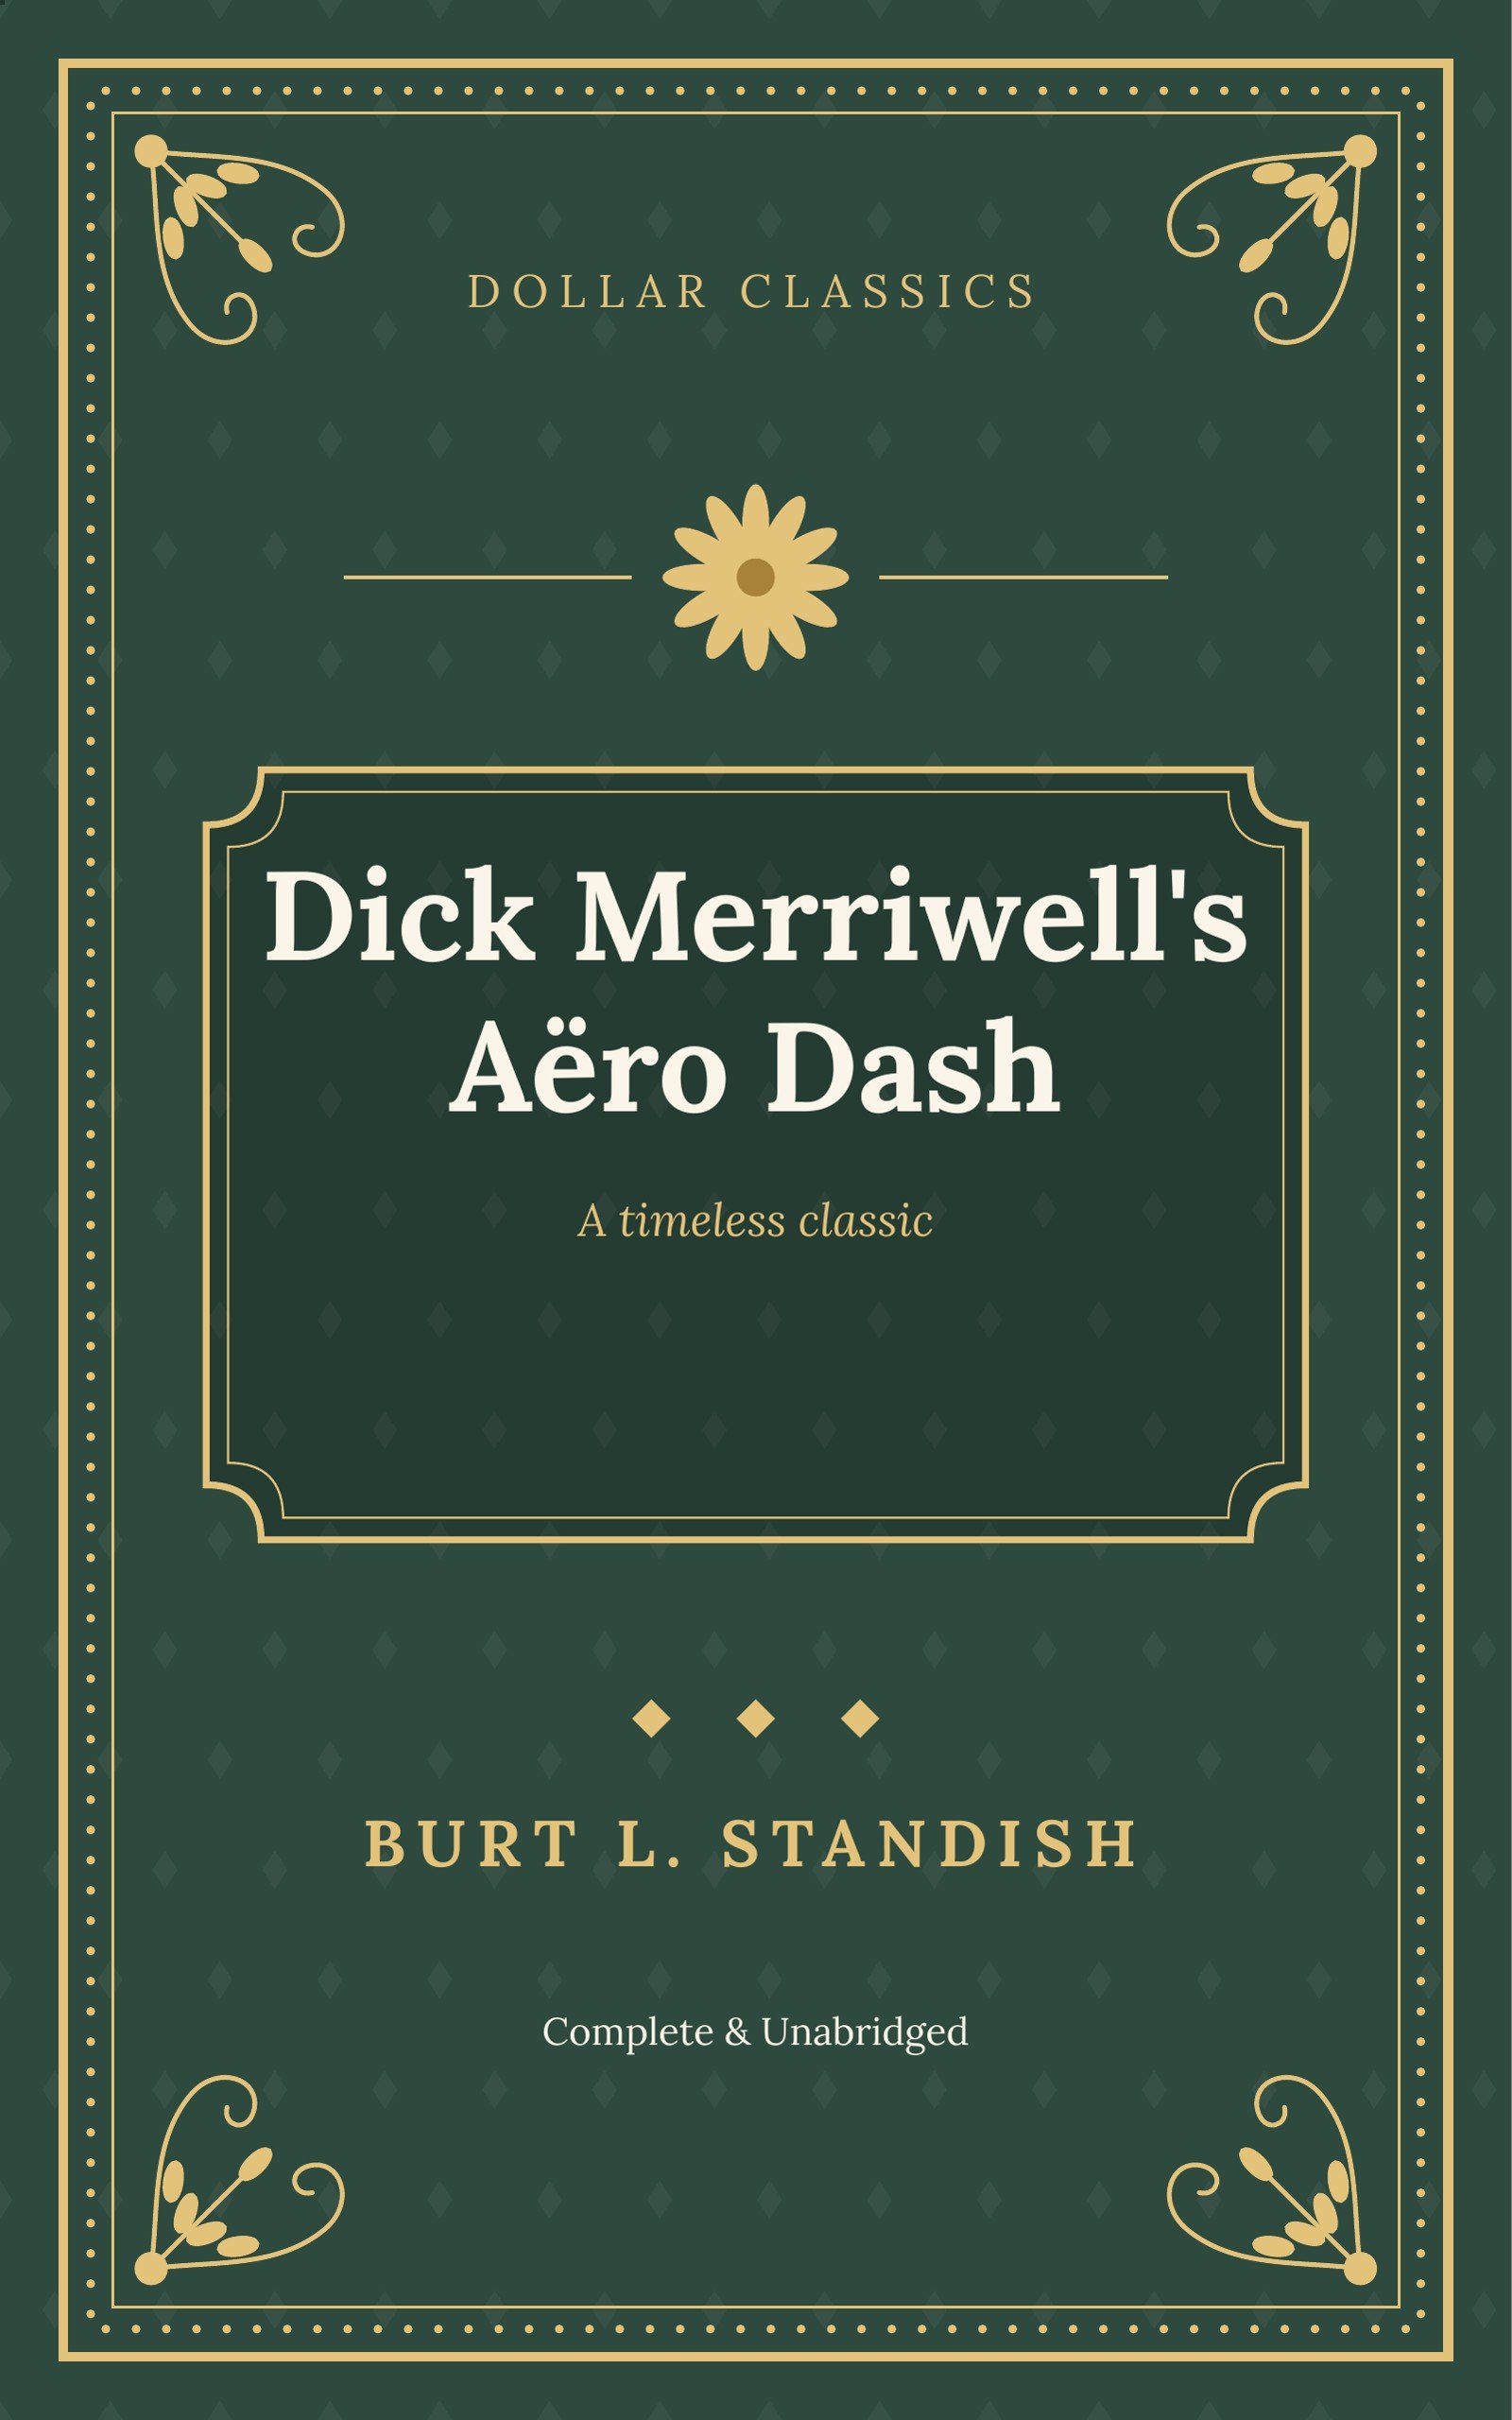 DOLLAR CLASSICS
Dick Merriwell's
Aëro Dash
A timeless classic
BURT L. STANDISH
Complete & Unabridged